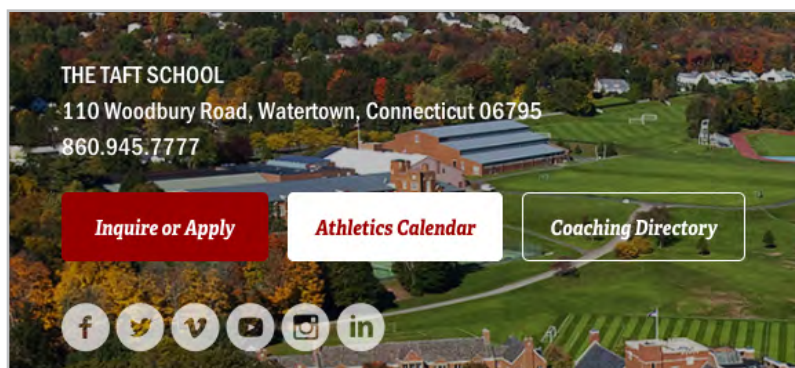 THE TAFT SCHOOL
110 Woodbury Road, Watertown, Connecticut 06795
860.945.7777
Inquire or Apply
Athletics Calendar
Coaching Directory